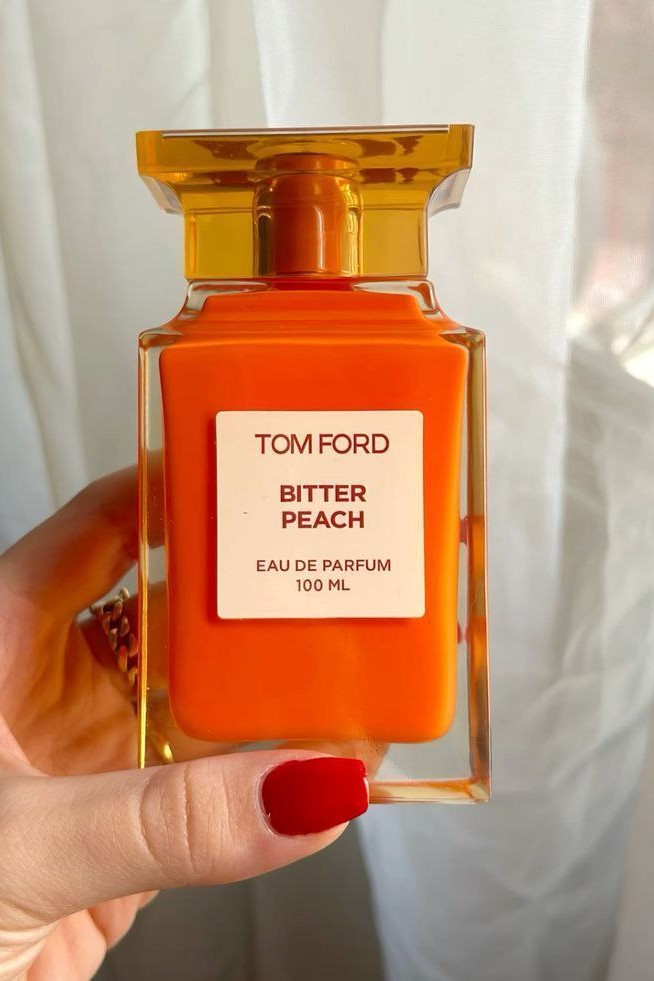 TOM FORD
BITTER
PEACH
EAU DE PARFUM
100 ML